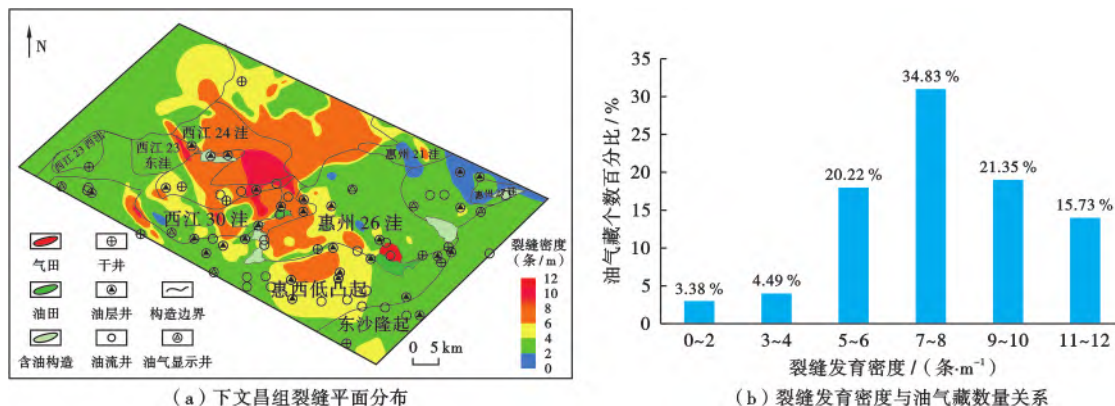 N
西江 24 洼
西江 23 西洼
西江 23
东洼
惠州 21 洼
惠州 27 洼
西江 30 洼
惠州 26 洼
惠西低凸起
东沙隆起
气田
干井
油田
油层井
构造边界
含油构造
油流井
油气显示井
0 5 km
裂缝密度
(条/m)
12
10
8
6
4
2
0
(a)下文昌组裂缝平面分布
油气藏个数百分比/%
35
30
25
20
15
10
5
0
3.38 %
4.49 %
20.22 %
34.83 %
21.35 %
15.73 %
0~2
3~4
5~6
7~8
9~10
11~12
裂缝发育密度/(条·m⁻¹)
(b)裂缝发育密度与油气藏数量关系